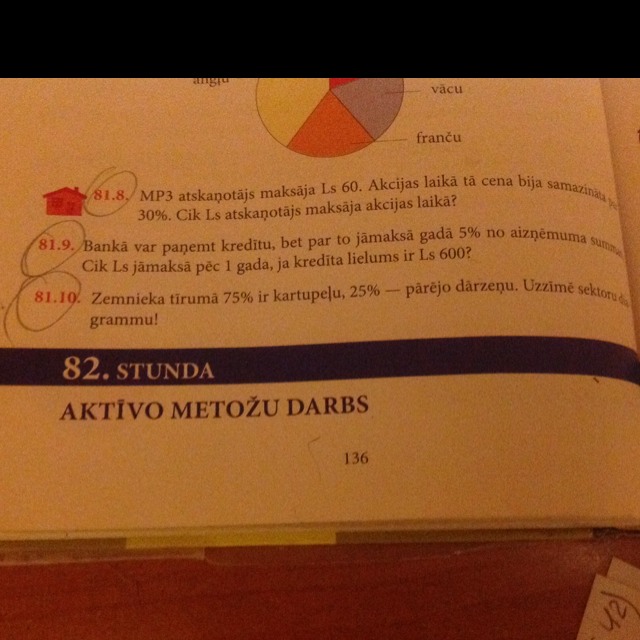 angļu
vācu
franču
81.8. MP3 atskaņotājs maksāja Ls 60. Akcijas laikā tā cena bija samazināta
30%. Cik Ls atskaņotājs maksāja akcijas laikā?
81.9. Bankā var paņemt kredītu, bet par to jāmaksā gadā 5% no aizņēmuma summas.
Cik Ls jāmaksā pēc 1 gada, ja kredīta lielums ir Ls 600?
81.10. Zemnieka tīrumā 75% ir kartupeļu, 25% — pārējo dārzeņu. Uzzīmē sektoru
grammu!
82. STUNDA
AKTĪVO METOŽU DARBS
136
42)